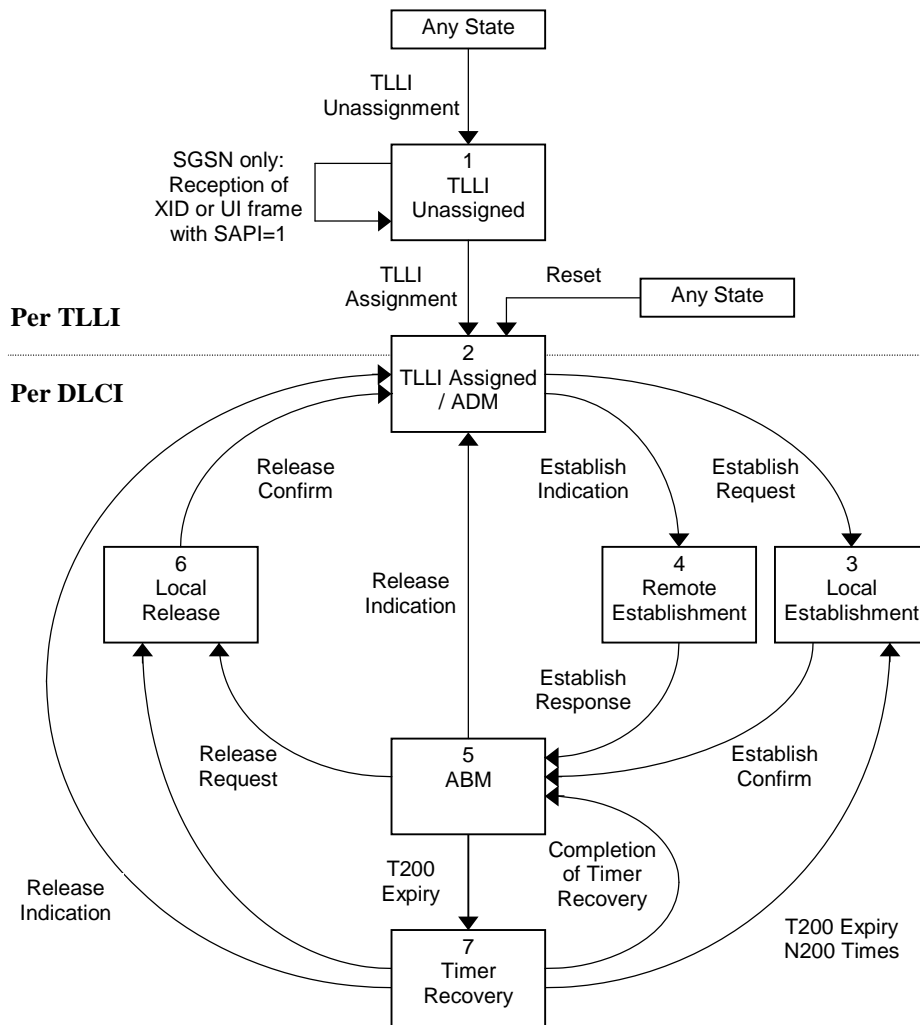 Any State
TLLI
Unassignment
SGSN only:
Reception of
XID or UI frame
with SAPI=1
1
TLLI
Unassigned
TLLI
Assignment
Reset
Any State
Per TLLI
Per DLCI
2
TLLI Assigned
/ ADM
Release
Confirm
Establish
Indication
Establish
Request
6
Local
Release
Release
Indication
4
Remote
Establishment
3
Local
Establishment
Establish
Response
Release
Request
5
ABM
Establish
Confirm
T200
Expiry
Completion
of Timer
Recovery
Release
Indication
T200 Expiry
N200 Times
7
Timer
Recovery